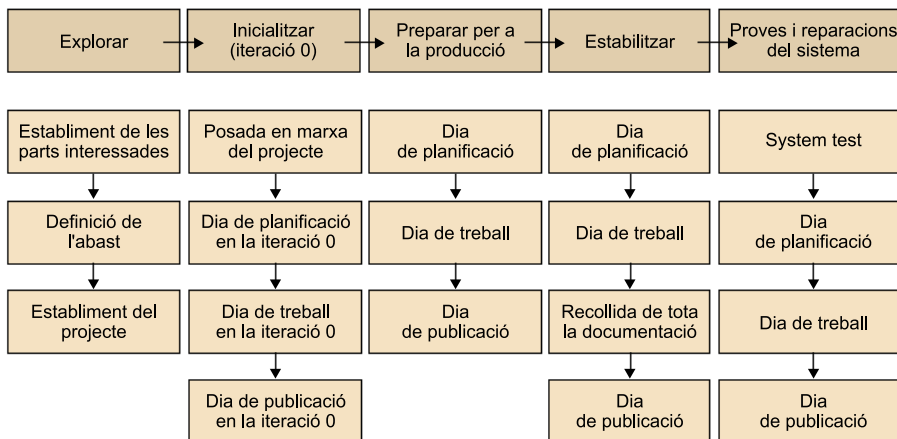 Explorar
Inicialitzar
(iteració 0)
Preparar per a
la producció
Estabilitzar
Proves i reparacions
del sistema
Establiment de les
parts interessades
Definició de
l'abast
Establiment del
projecte
Posada en marxa
del projecte
Dia de planificació
en la iteració 0
Dia de treball
en la iteració 0
Dia de publicació
en la iteració 0
Dia
de planificació
Dia de treball
Dia
de publicació
Dia
de planificació
Dia de treball
Recollida de tota
la documentació
Dia
de publicació
System test
Dia
de planificació
Dia de treball
Dia
de publicació